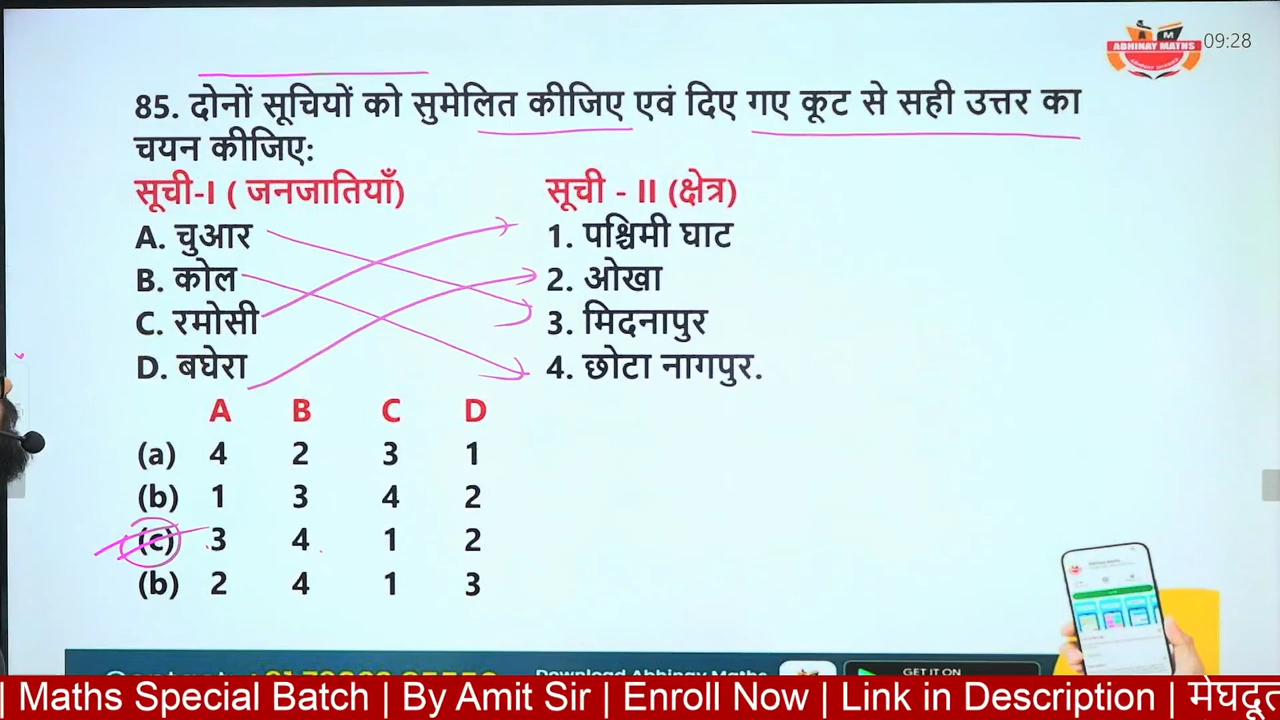 ABHINAY MATHS
09:28
85. दोनों सूचियों को सुमेलित कीजिए एवं दिए गए कूट से सही उत्तर का
चयन कीजिए:
सूची-I ( जनजातियाँ) सूची - II (क्षेत्र)
A. चुआर 1. पश्चिमी घाट
B. कोल 2. ओखा
C. रमोसी 3. मिदनापुर
D. बघेरा 4. छोटा नागपुर.
A B C D
(a) 4 2 3 1
(b) 1 3 4 2
(c) 3 4 1 2
(b) 2 4 1 3
Download Abhinay Maths
GET IT ON
| Maths Special Batch | By Amit Sir | Enroll Now | Link in Description | मेघदूत